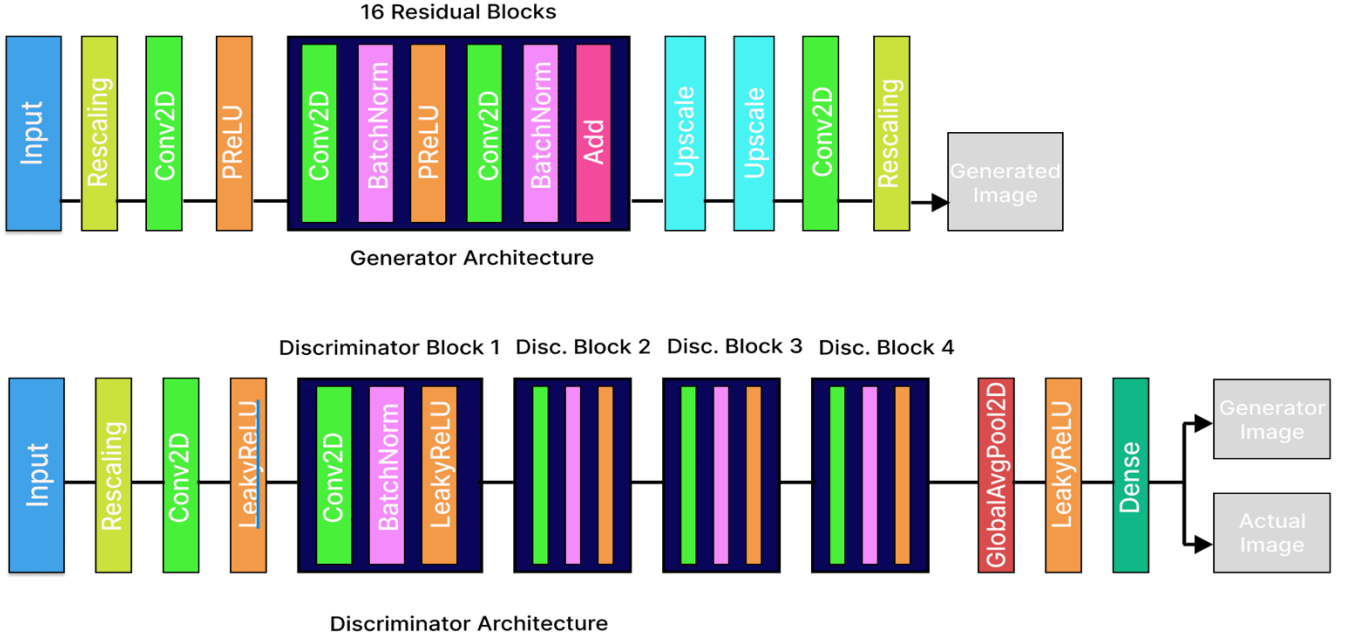 16 Residual Blocks
Input
Rescaling
Conv2D
PReLU
Conv2D
BatchNorm
PReLU
Conv2D
BatchNorm
Add
Upscale
Upscale
Conv2D
Rescaling
Generated
Image
Generator Architecture
Discriminator Block 1
Disc. Block 2
Disc. Block 3
Disc. Block 4
Input
Rescaling
Conv2D
LeakyReLU
Conv2D
BatchNorm
LeakyReLU
GlobalAvgPool2D
LeakyReLU
Dense
Generator
Image
Actual
Image
Discriminator Architecture